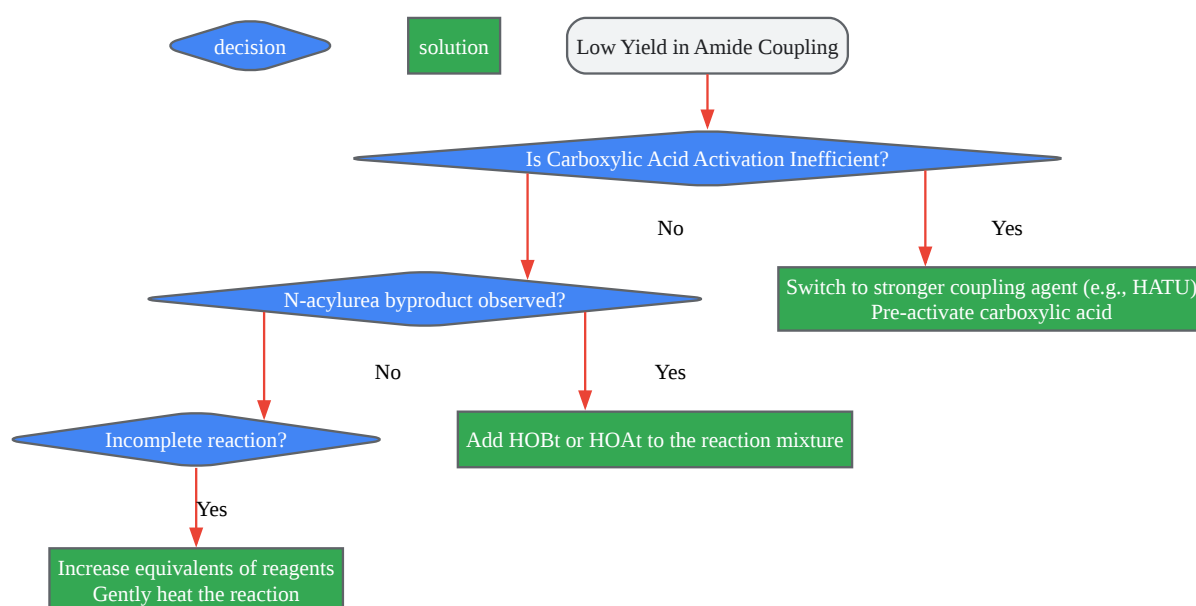 decision
solution
Low Yield in Amide Coupling
Is Carboxylic Acid Activation Inefficient?
No
Yes
N-acylurea byproduct observed?
Switch to stronger coupling agent (e.g., HATU)
Pre-activate carboxylic acid
No
Yes
Incomplete reaction?
Add HOBt or HOAt to the reaction mixture
Yes
Increase equivalents of reagents
Gently heat the reaction